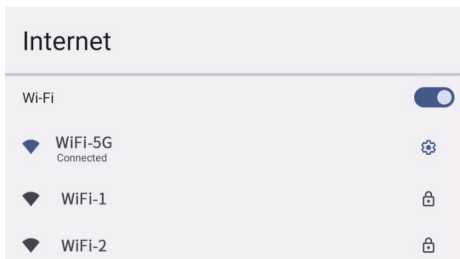 Internet
Wi-Fi
WiFi-5G
Connected
WiFi-1
WiFi-2